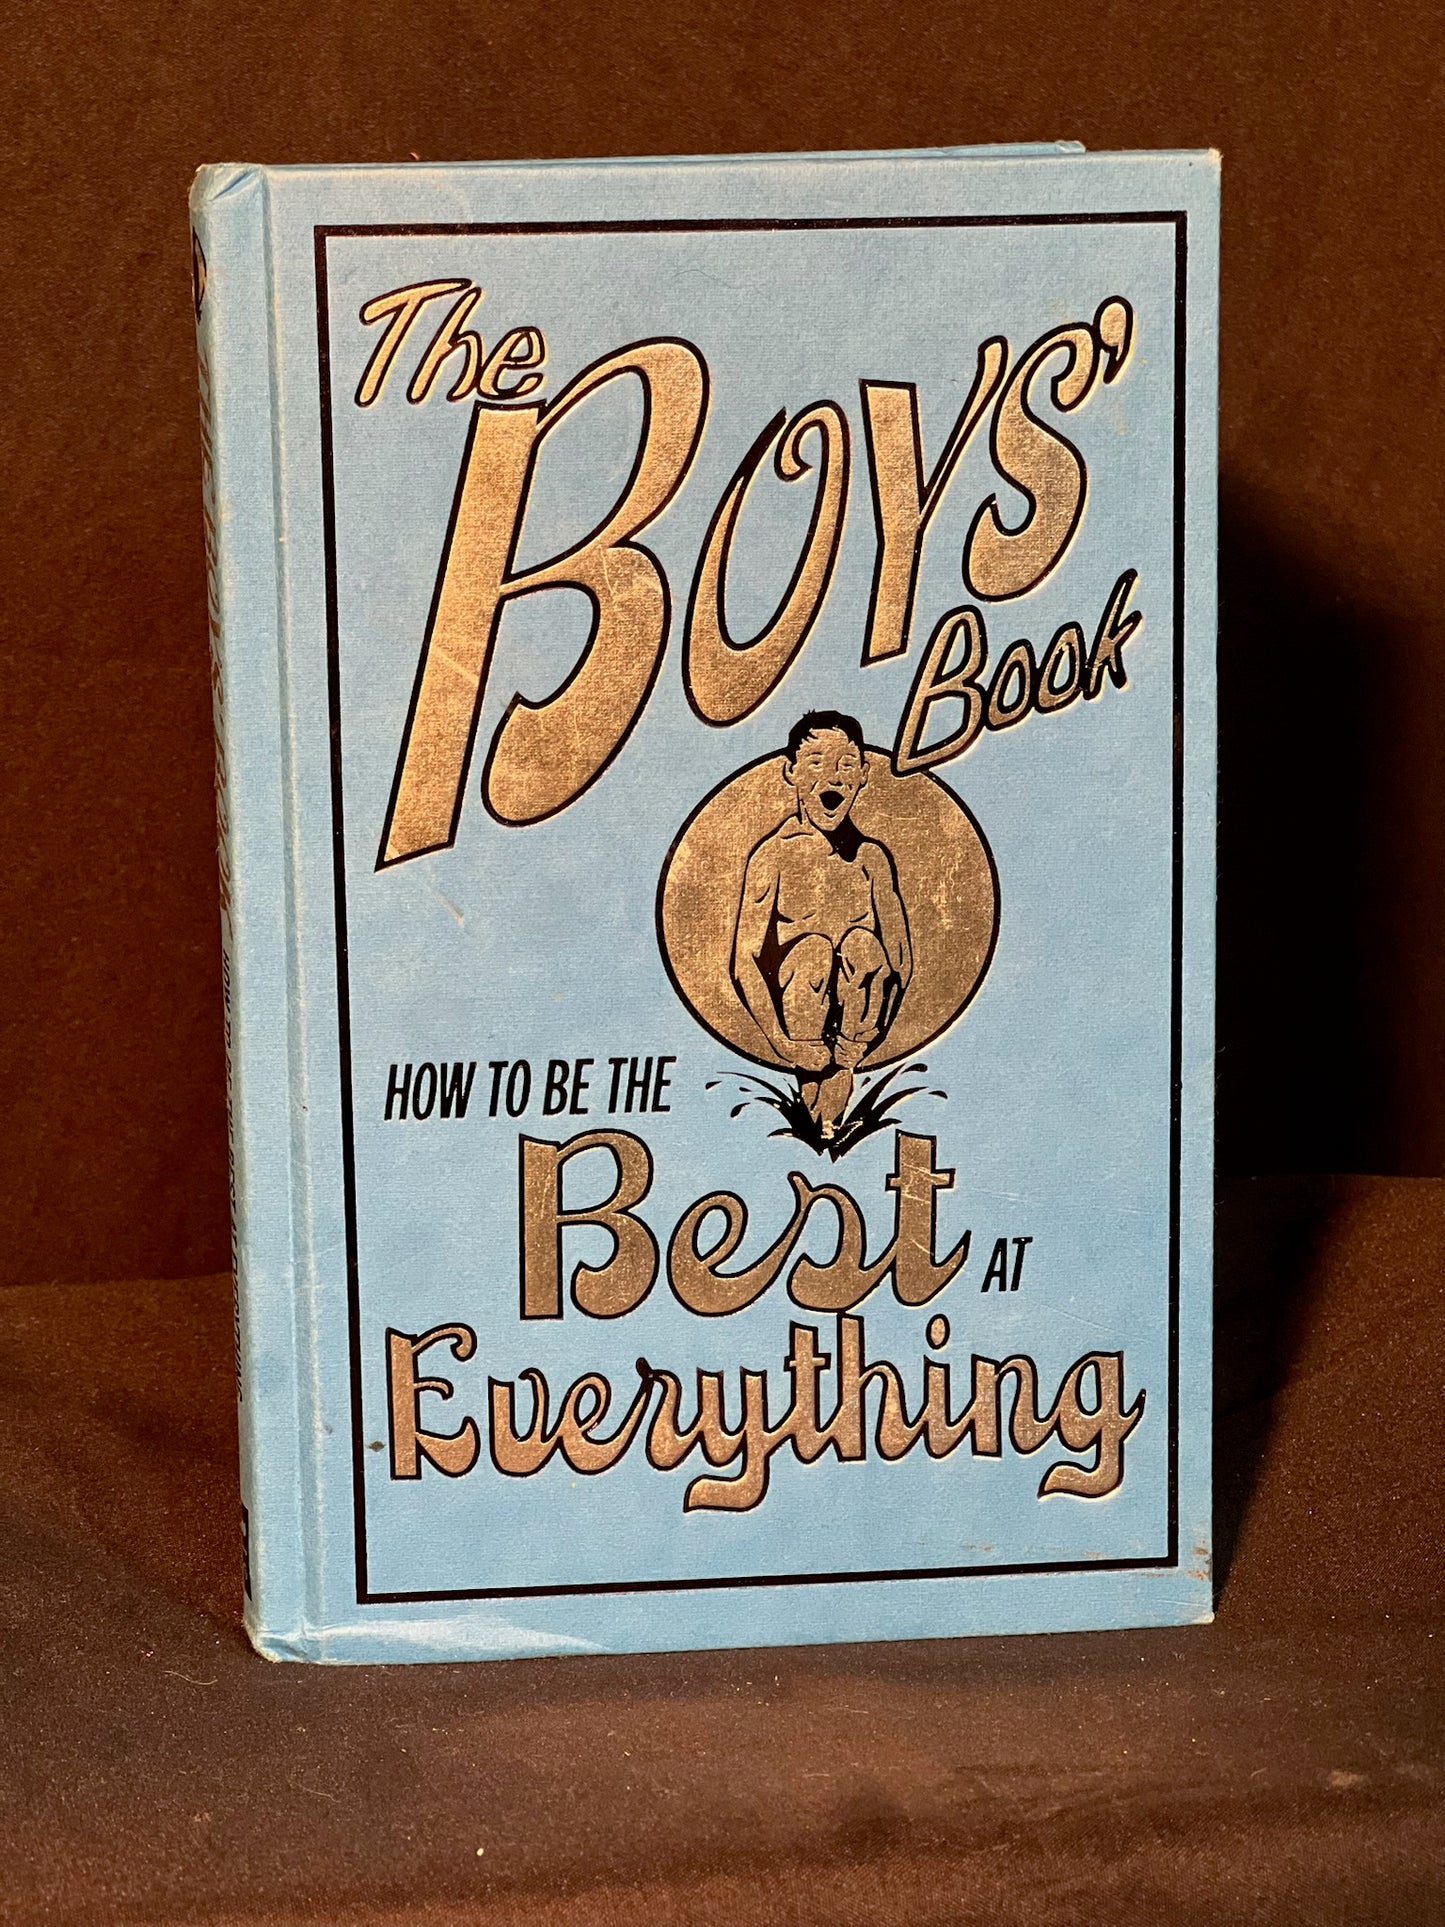 The
BOYS'
Book
HOW TO BE THE
Best AT
Everything